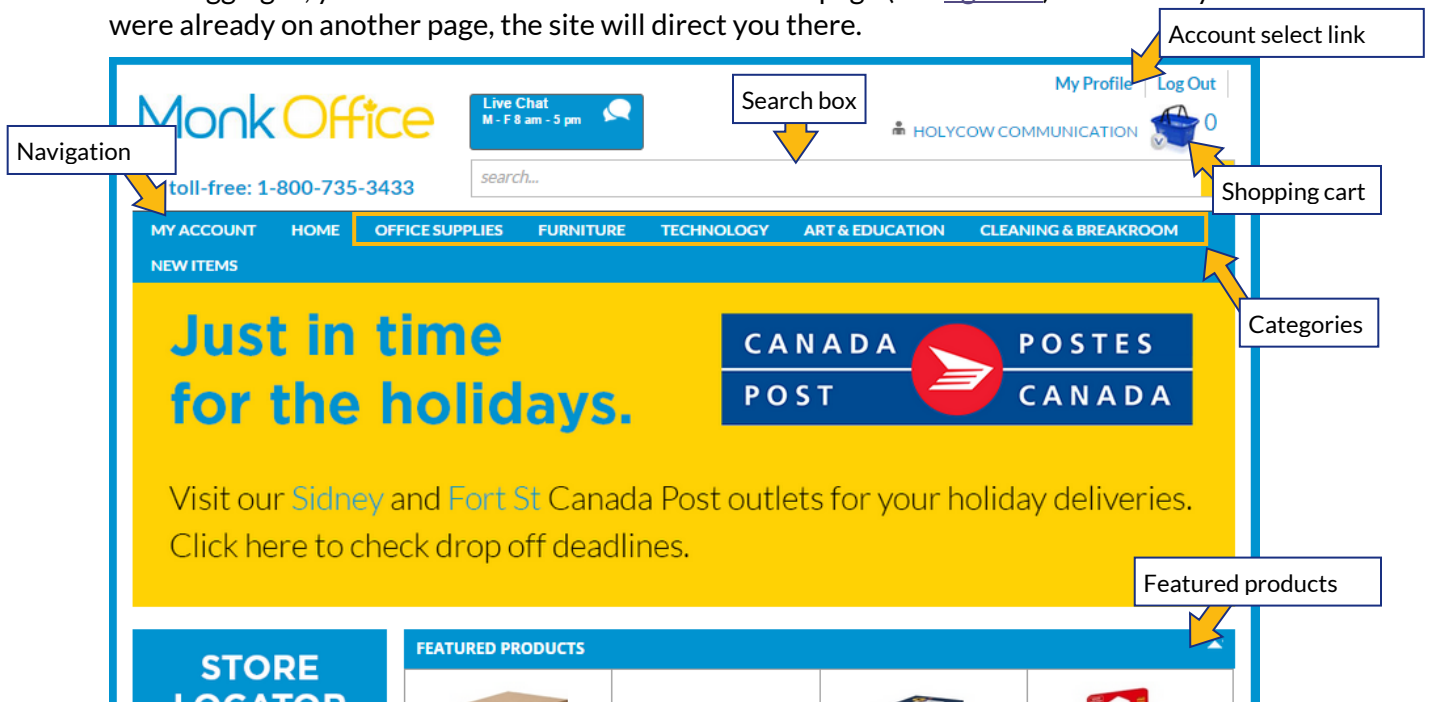 were already on another page, the site will direct you there.
Account select link
My Profile
Log Out
Monk Office
Live Chat
M - F 8 am - 5 pm
Search box
HOLYCOW COMMUNICATION
0
Navigation
toll-free: 1-800-735-3433
search...
Shopping cart
MY ACCOUNT HOME OFFICE SUPPLIES FURNITURE TECHNOLOGY ART & EDUCATION CLEANING & BREAKROOM
NEW ITEMS
Categories
Just in time
for the holidays.
CANADA POSTES
POST CANADA
Visit our Sidney and Fort St Canada Post outlets for your holiday deliveries.
Click here to check drop off deadlines.
Featured products
STORE
LOCATOR
FEATURED PRODUCTS